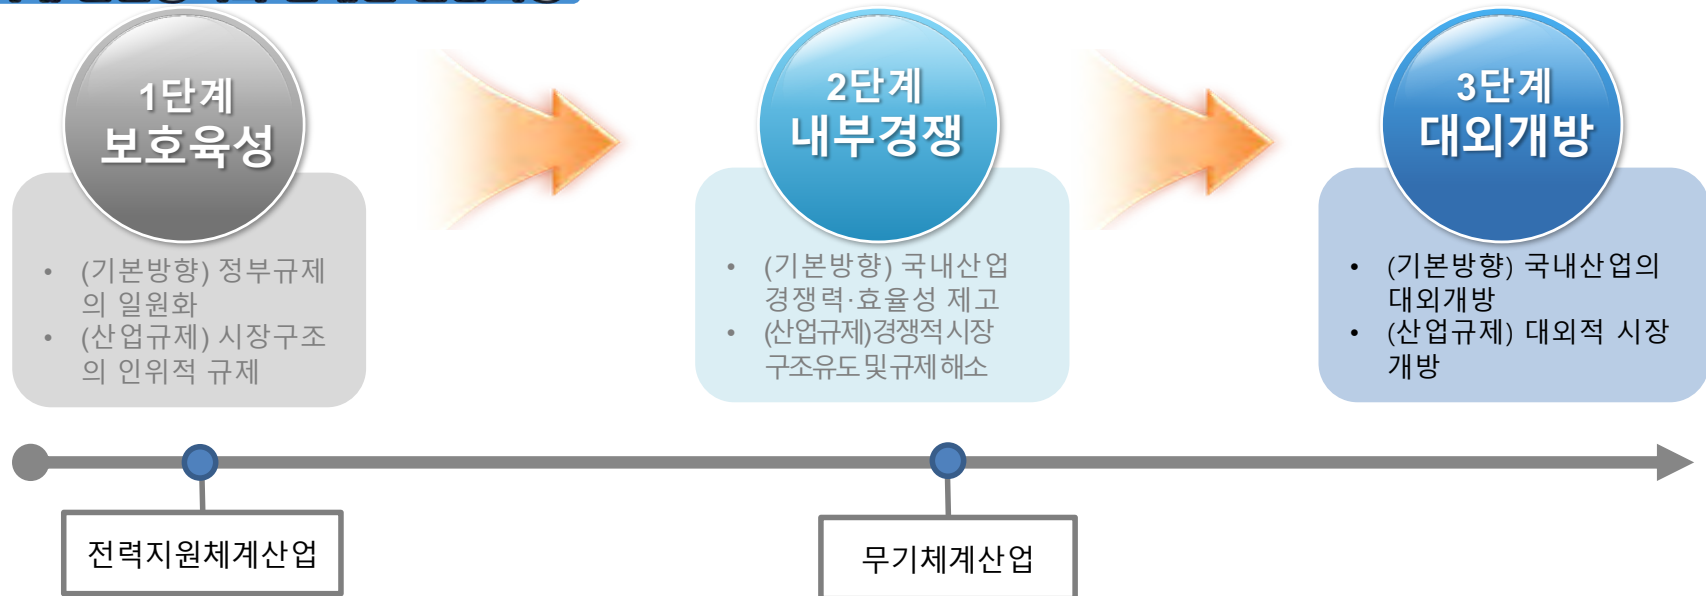 1단계
보호육성
• (기본방향) 정부규제
의 일원화
• (산업규제) 시장구조
의 인위적 규제
2단계
내부경쟁
• (기본방향) 국내산업
경쟁력·효율성 제고
• (산업규제)경쟁적 시장
구조유도 및 규제 해소
3단계
대외개방
• (기본방향) 국내산업의
대외개방
• (산업규제) 대외적 시장
개방
전력지원체계산업
무기체계산업